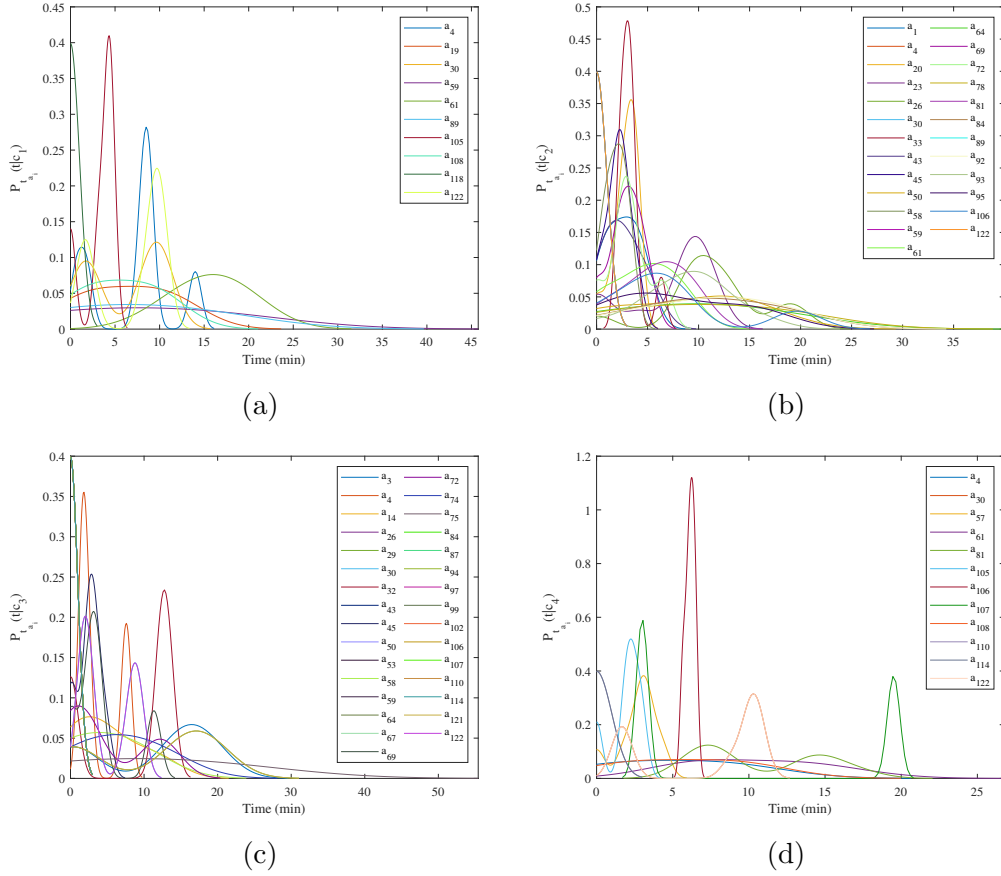 0.5
0.45
0.4
0.35
0.3
0.25
0.2
0.15
0.1
0.05
0
P_{t_{a_i}}(t|c_1)
0 5 10 15 20 25 30 35 40 45
Time (min)
a_4
a_19
a_30
a_59
a_61
a_89
a_105
a_108
a_118
a_122
(a)
0.5
0.45
0.4
0.35
0.3
0.25
0.2
0.15
0.1
0.05
0
P_{t_{a_i}}(t|c_2)
0 5 10 15 20 25 30 35
Time (min)
a_1
a_4
a_20
a_23
a_26
a_30
a_33
a_43
a_45
a_50
a_58
a_59
a_61
a_64
a_69
a_72
a_78
a_81
a_84
a_89
a_92
a_93
a_95
a_106
a_122
(b)
0.4
0.35
0.3
0.25
0.2
0.15
0.1
0.05
0
P_{t_{a_i}}(t|c_3)
0 10 20 30 40 50
Time (min)
a_3
a_4
a_14
a_26
a_29
a_30
a_32
a_43
a_45
a_50
a_53
a_58
a_59
a_64
a_67
a_69
a_72
a_74
a_75
a_84
a_87
a_94
a_97
a_99
a_102
a_106
a_107
a_110
a_114
a_121
a_122
(c)
1.2
1
0.8
0.6
0.4
0.2
0
P_{t_{a_i}}(t|c_4)
0 5 10 15 20 25
Time (min)
a_4
a_30
a_57
a_61
a_81
a_105
a_106
a_107
a_108
a_110
a_114
a_122
(d)